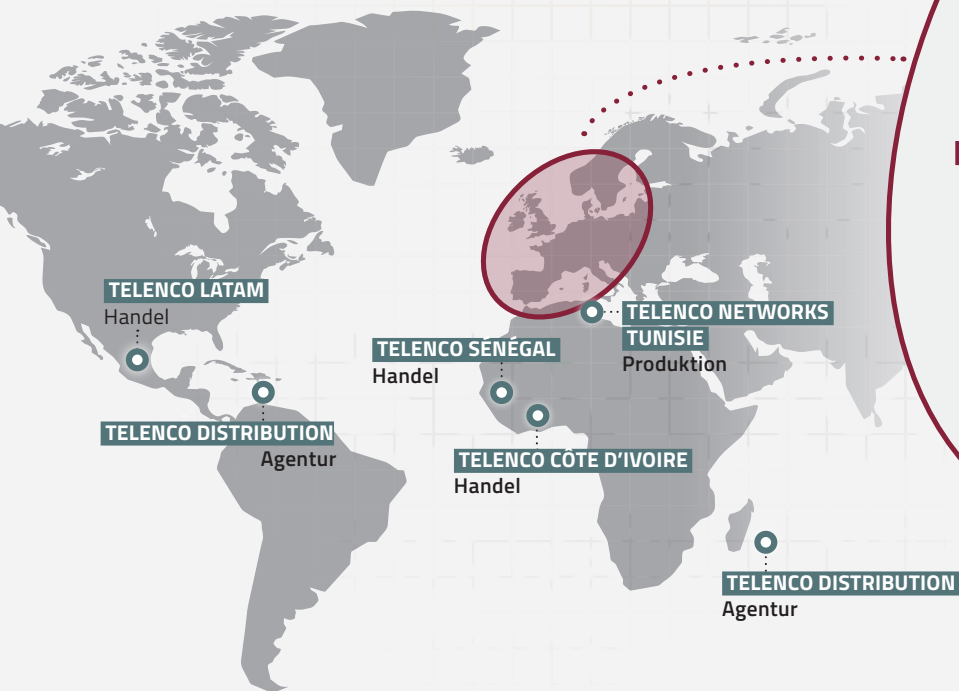 TELENCO LATAM
Handel
TELENCO NETWORKS
TUNISIE
Produktion
TELENCO SÉNÉGAL
Handel
TELENCO DISTRIBUTION
Agentur
TELENCO CÔTE D'IVOIRE
Handel
TELENCO DISTRIBUTION
Agentur